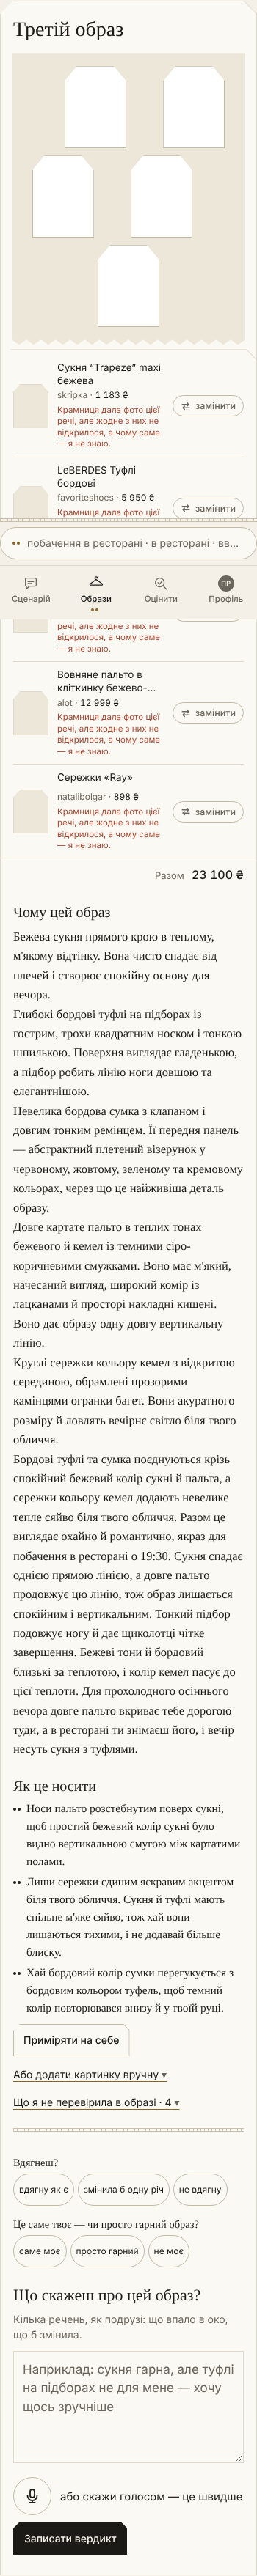 Третій образ
Сукня “Trapeze” maxi
бежева
skripka · 1 183 ₴
Крамниця дала фото цієї
речі, але жодне з них не
відкрилося, а чому саме
— я не знаю.
замінити
LeBERDES Туфлі
бордові
favoriteshoes · 5 950 ₴
Крамниця дала фото цієї
замінити
побачення в ресторані · в ресторані · вв...
Сценарій
Образи
Оцінити
ПР
Профіль
речі, але жодне з них не
відкрилося, а чому саме
— я не знаю.
Вовняне пальто в
кліткинку бежево-...
alot · 12 999 ₴
Крамниця дала фото цієї
речі, але жодне з них не
відкрилося, а чому саме
— я не знаю.
замінити
Сережки «Ray»
natalibolgar · 898 ₴
Крамниця дала фото цієї
речі, але жодне з них не
відкрилося, а чому саме
— я не знаю.
замінити
Разом 23 100 ₴
Чому цей образ
Бежева сукня прямого крою в теплому,
м'якому відтінку. Вона чисто спадає від
плечей і створює спокійну основу для
вечора.
Глибокі бордові туфлі на підборах із
гострим, трохи квадратним носком і тонкою
шпилькою. Поверхня виглядає гладенькою,
а підбор робить лінію ноги довшою та
елегантнішою.
Невелика бордова сумка з клапаном і
довгим тонким ремінцем. Її передня панель
— абстрактний плетений візерунок у
червоному, жовтому, зеленому та кремовому
кольорах, через що це найживіша деталь
образу.
Довге картате пальто в теплих тонах
бежевого й кемел із темними сіро-
коричневими смужками. Воно має м'який,
начесаний вигляд, широкий комір із
лацканами й просторі накладні кишені.
Воно дає образу одну довгу вертикальну
лінію.
Круглі сережки кольору кемел з відкритою
серединою, обрамлені прозорими
камінцями огранки багет. Вони акуратного
розміру й ловлять вечірнє світло біля твого
обличчя.
Бордові туфлі та сумка поєднуються крізь
спокійний бежевий колір сукні й пальта, а
сережки кольору кемел додають невелике
тепле сяйво біля твого обличчя. Разом це
виглядає охайно й романтично, якраз для
побачення в ресторані о 19:30. Сукня спадає
однією прямою лінією, а довге пальто
продовжує цю лінію, тож образ лишається
спокійним і вертикальним. Тонкий підбор
подовжує ногу й дає щиколотці чітке
завершення. Бежеві тони й бордовий
близькі за теплотою, і колір кемел пасує до
цієї теплоти. Для прохолодного осіннього
вечора довге пальто вкриває тебе дорогою
туди, а в ресторані ти знімаєш його, і вечір
несуть сукня з туфлями.
Як це носити
Носи пальто розстебнутим поверх сукні,
щоб простий бежевий колір сукні було
видно вертикальною смугою між картатими
полами.
Лиши сережки єдиним яскравим акцентом
біля твого обличчя. Сукня й туфлі мають
спільне м'яке сяйво, тож хай вони
лишаються тихими, і не додавай більше
блиску.
Хай бордовий колір сумки перегукується з
бордовим кольором туфель, щоб темний
колір повторювався внизу й у твоїй руці.
Приміряти на себе
Або додати картинку вручну ▾
Що я не перевірила в образі · 4 ▾
Вдягнеш?
вдягну як є
змінила б одну річ
не вдягну
Це саме твоє — чи просто гарний образ?
саме моє
просто гарний
не моє
Що скажеш про цей образ?
Кілька речень, як подрузі: що впало в око,
що б змінила.
Наприклад: сукня гарна, але туфлі
на підборах не для мене — хочу
щось зручніше
або скажи голосом — це швидше
Записати вердикт